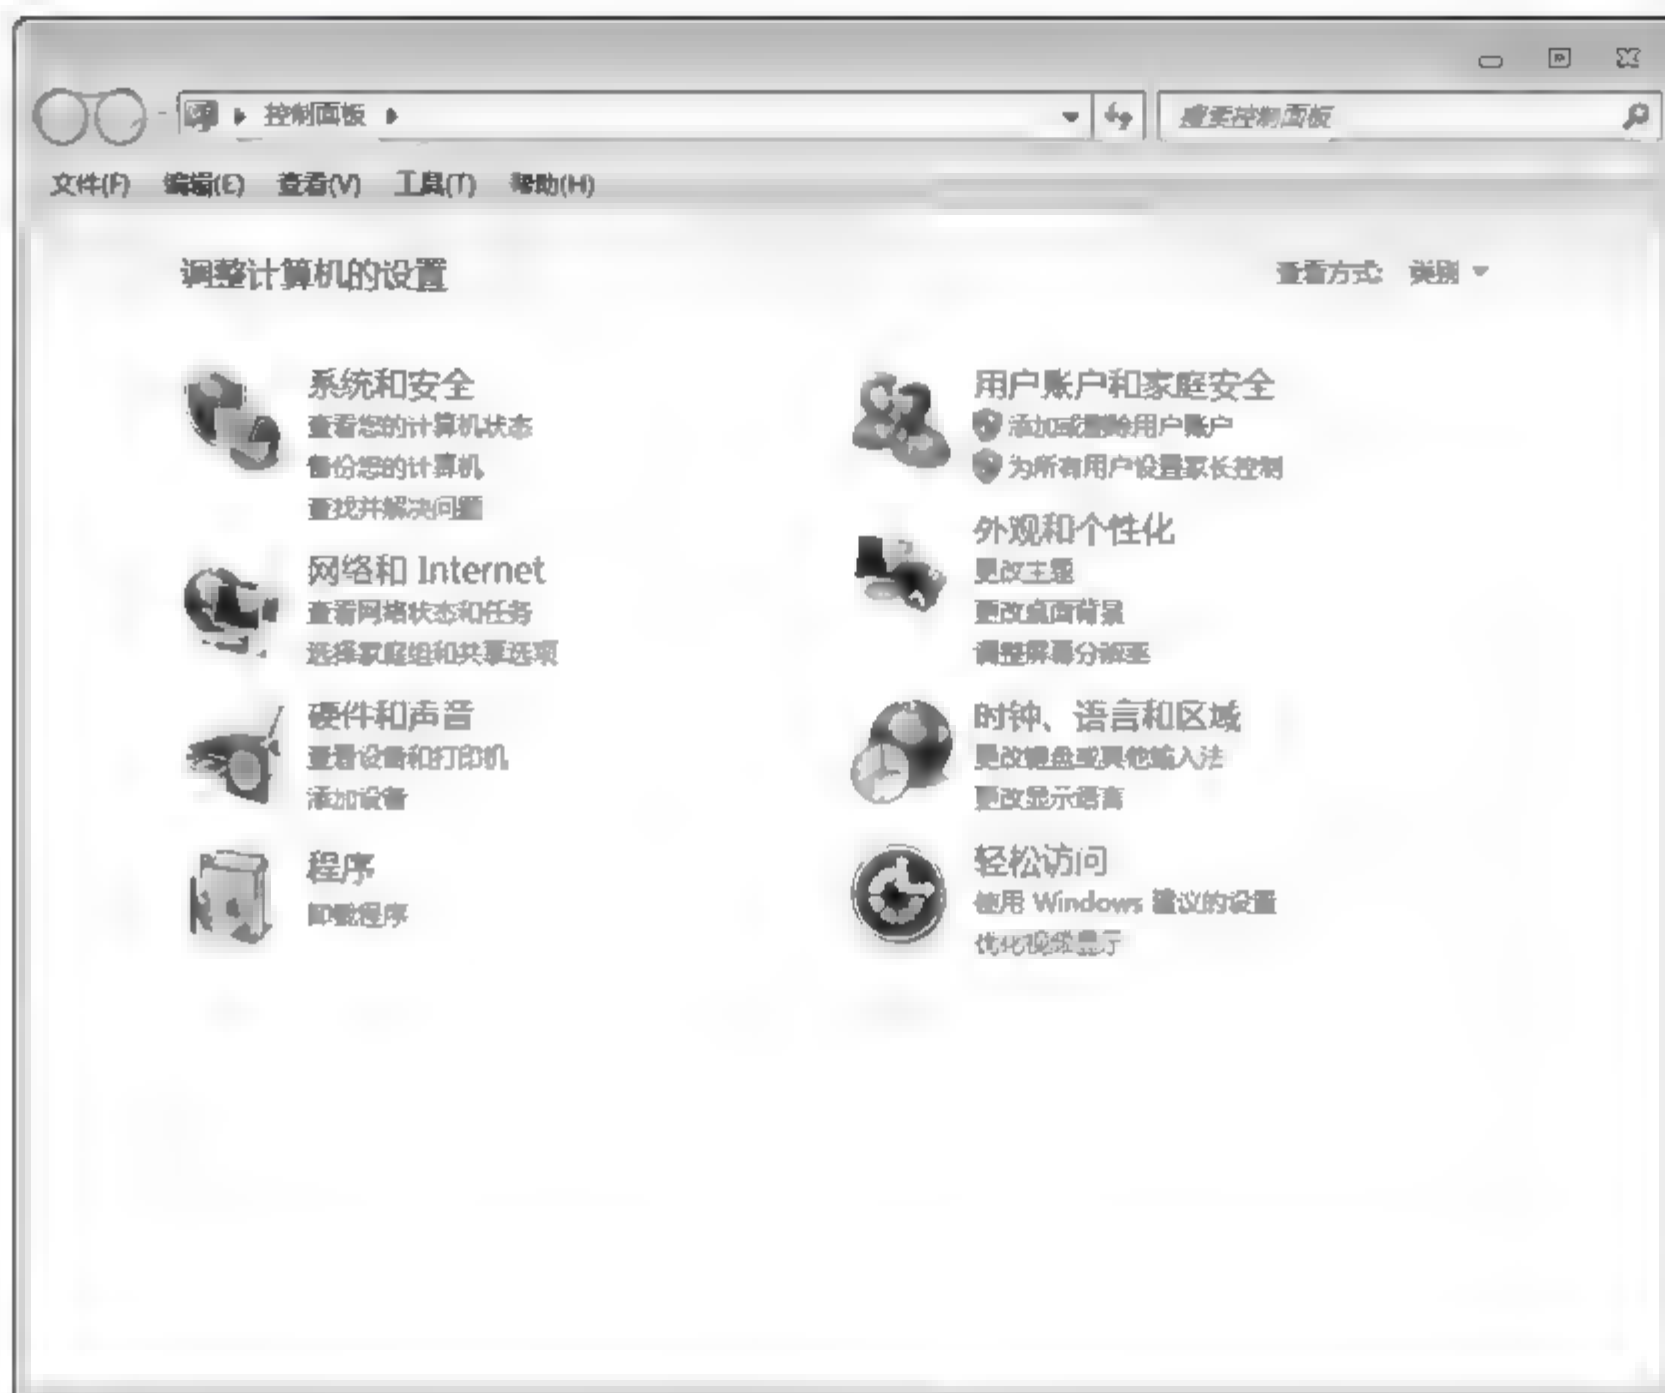 控制面板
搜索控制面板
文件(F) 编辑(E) 查看(V) 工具(T) 帮助(H)
调整计算机的设置
查看方式: 类别
系统和安全
查看您的计算机状态
备份您的计算机
查找并解决问题
网络和 Internet
查看网络状态和任务
选择家庭组和共享选项
硬件和声音
查看设备和打印机
添加设备
程序
卸载程序
用户账户和家庭安全
添加或删除用户账户
为所有用户设置家长控制
外观和个性化
更改主题
更改桌面背景
调整屏幕分辨率
时钟、语言和区域
更改键盘或其他输入法
更改显示语言
轻松访问
使用 Windows 建议的设置
优化视频显示